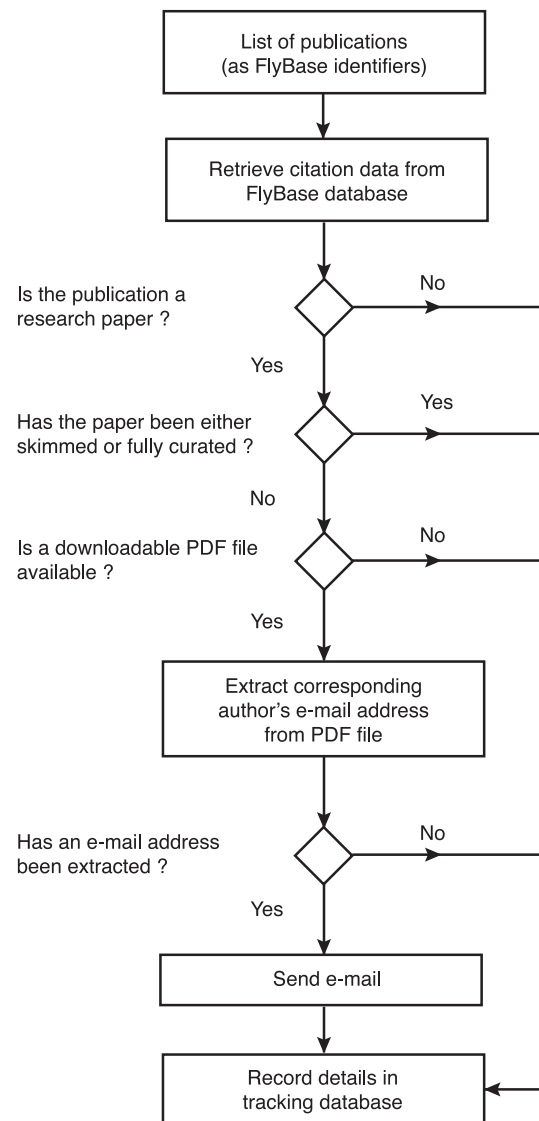 List of publications
(as FlyBase identifiers)
Retrieve citation data from
FlyBase database
Is the publication a
research paper ?
No
Yes
Has the paper been either
skimmed or fully curated ?
Yes
No
Is a downloadable PDF file
available ?
No
Yes
Extract corresponding
author's e-mail address
from PDF file
Has an e-mail address
been extracted ?
No
Yes
Send e-mail
Record details in
tracking database